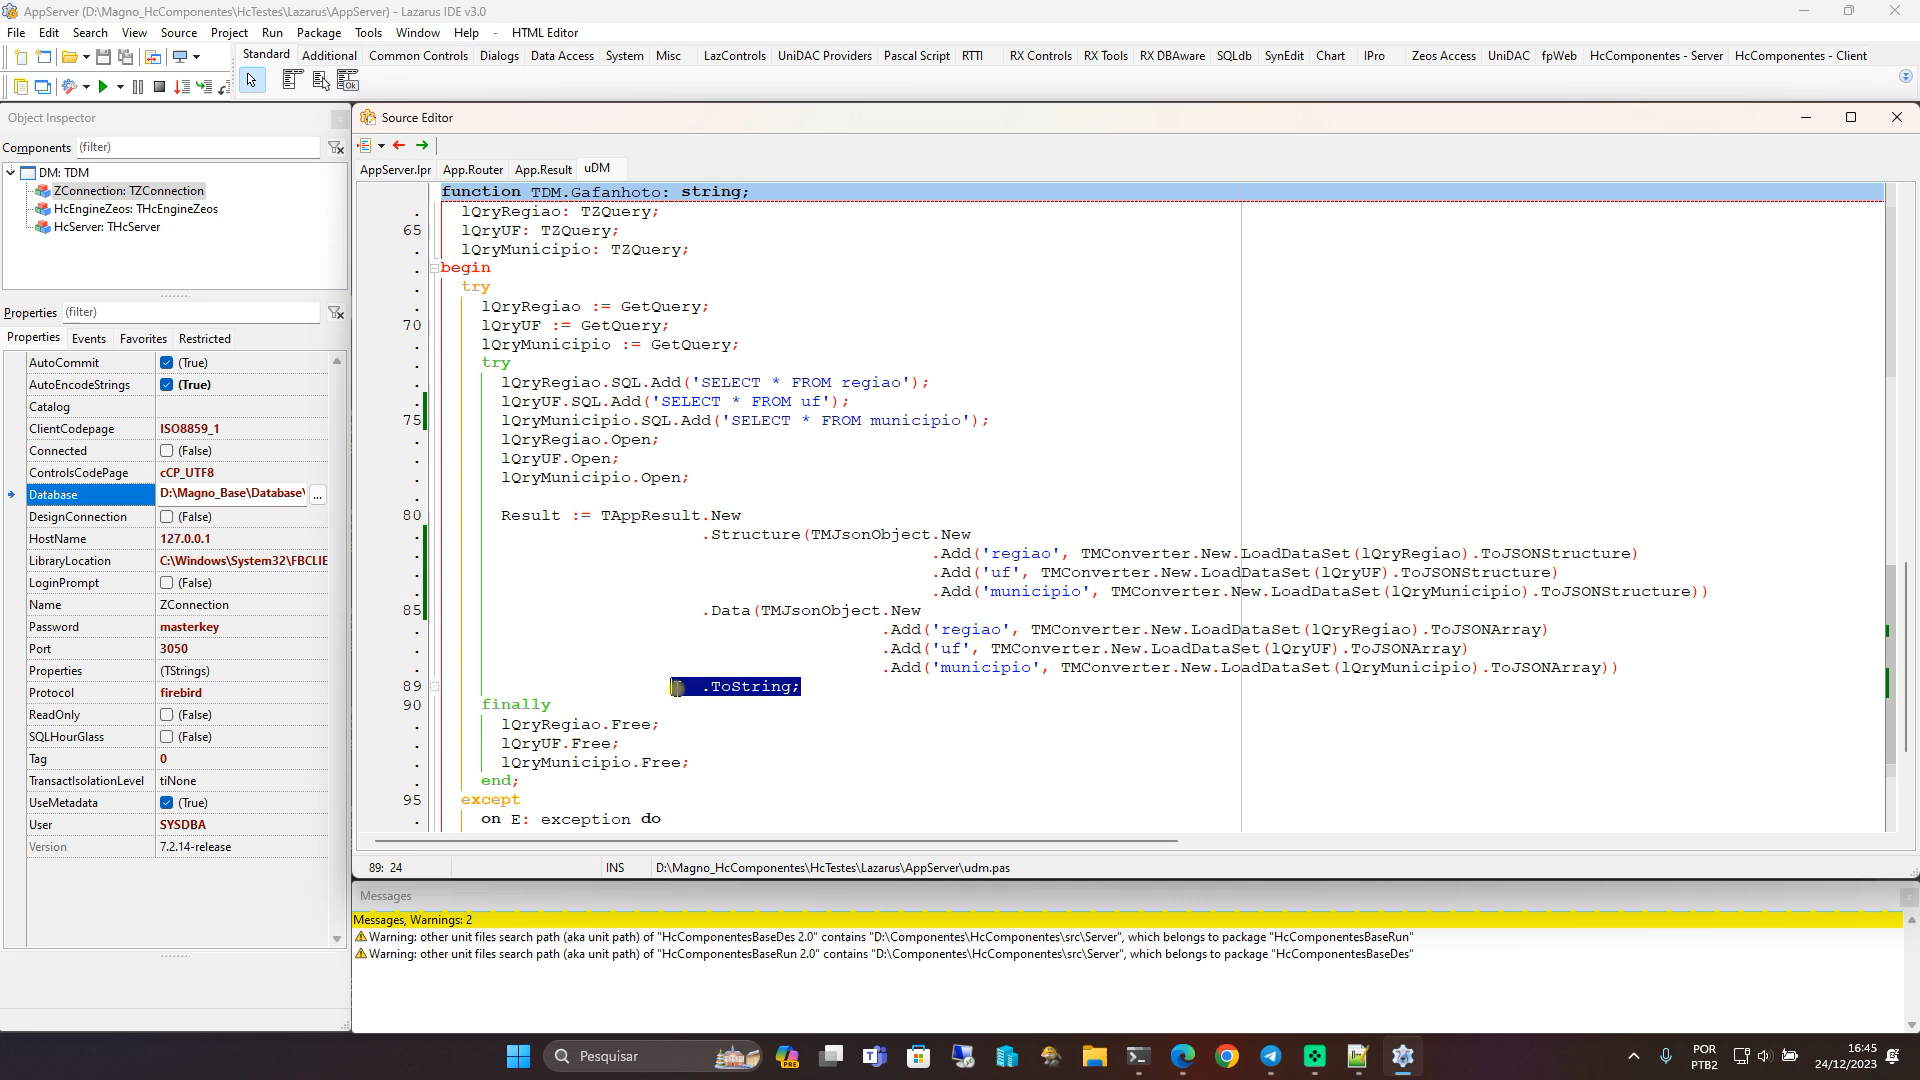 AppServer (D:\Magno_HcComponentes\HcTestes\Lazarus\AppServer) - Lazarus IDE v3.0
File Edit Search View Source Project Run Package Tools Window Help - HTML Editor
Standard Additional Common Controls Dialogs Data Access System Misc LazControls UniDAC Providers Pascal Script RTTI RX Controls RX Tools RX DBAware SQLdb SynEdit Chart IPro Zeos Access UniDAC fpWeb HcComponentes - Server HcComponentes - Client
Ok
Object Inspector
Components (filter)
DM: TDM
ZConnection: TZConnection
HcEngineZeos: THcEngineZeos
HcServer: THcServer
Properties (filter)
Properties Events Favorites Restricted
AutoCommit (True)
AutoEncodeStrings (True)
Catalog
ClientCodepage ISO8859_1
Connected (False)
ControlsCodePage cCP_UTF8
Database D:\Magno_Base\Database\ ...
DesignConnection (False)
HostName 127.0.0.1
LibraryLocation C:\Windows\System32\FBCLIE
LoginPrompt (False)
Name ZConnection
Password masterkey
Port 3050
Properties (TStrings)
Protocol firebird
ReadOnly (False)
SQLHourGlass (False)
Tag 0
TransactIsolationLevel tiNone
UseMetadata (True)
User SYSDBA
Version 7.2.14-release
Source Editor
AppServer.lpr App.Router App.Result uDM
function TDM.Gafanhoto: string;
. lQryRegiao: TZQuery;
65 lQryUF: TZQuery;
. lQryMunicipio: TZQuery;
. begin
. try
. lQryRegiao := GetQuery;
70 lQryUF := GetQuery;
. lQryMunicipio := GetQuery;
. try
. lQryRegiao.SQL.Add('SELECT * FROM regiao');
. lQryUF.SQL.Add('SELECT * FROM uf');
75 lQryMunicipio.SQL.Add('SELECT * FROM municipio');
. lQryRegiao.Open;
. lQryUF.Open;
. lQryMunicipio.Open;
.
80 Result := TAppResult.New
. .Structure(TMJsonObject.New
. .Add('regiao', TMConverter.New.LoadDataSet(lQryRegiao).ToJSONStructure)
. .Add('uf', TMConverter.New.LoadDataSet(lQryUF).ToJSONStructure)
. .Add('municipio', TMConverter.New.LoadDataSet(lQryMunicipio).ToJSONStructure))
85 .Data(TMJsonObject.New
. .Add('regiao', TMConverter.New.LoadDataSet(lQryRegiao).ToJSONArray)
. .Add('uf', TMConverter.New.LoadDataSet(lQryUF).ToJSONArray)
. .Add('municipio', TMConverter.New.LoadDataSet(lQryMunicipio).ToJSONArray))
89 .ToString;
90 finally
. lQryRegiao.Free;
. lQryUF.Free;
. lQryMunicipio.Free;
. end;
95 except
. on E: exception do
89: 24 INS D:\Magno_HcComponentes\HcTestes\Lazarus\AppServer\udm.pas
Messages
Messages, Warnings: 2
Warning: other unit files search path (aka unit path) of "HcComponentesBaseDes 2.0" contains "D:\Componentes\HcComponentes\src\Server", which belongs to package "HcComponentesBaseRun"
Warning: other unit files search path (aka unit path) of "HcComponentesBaseRun 2.0" contains "D:\Componentes\HcComponentes\src\Server", which belongs to package "HcComponentesBaseDes"
Pesquisar
PRE
POR
PTB2
16:45
24/12/2023